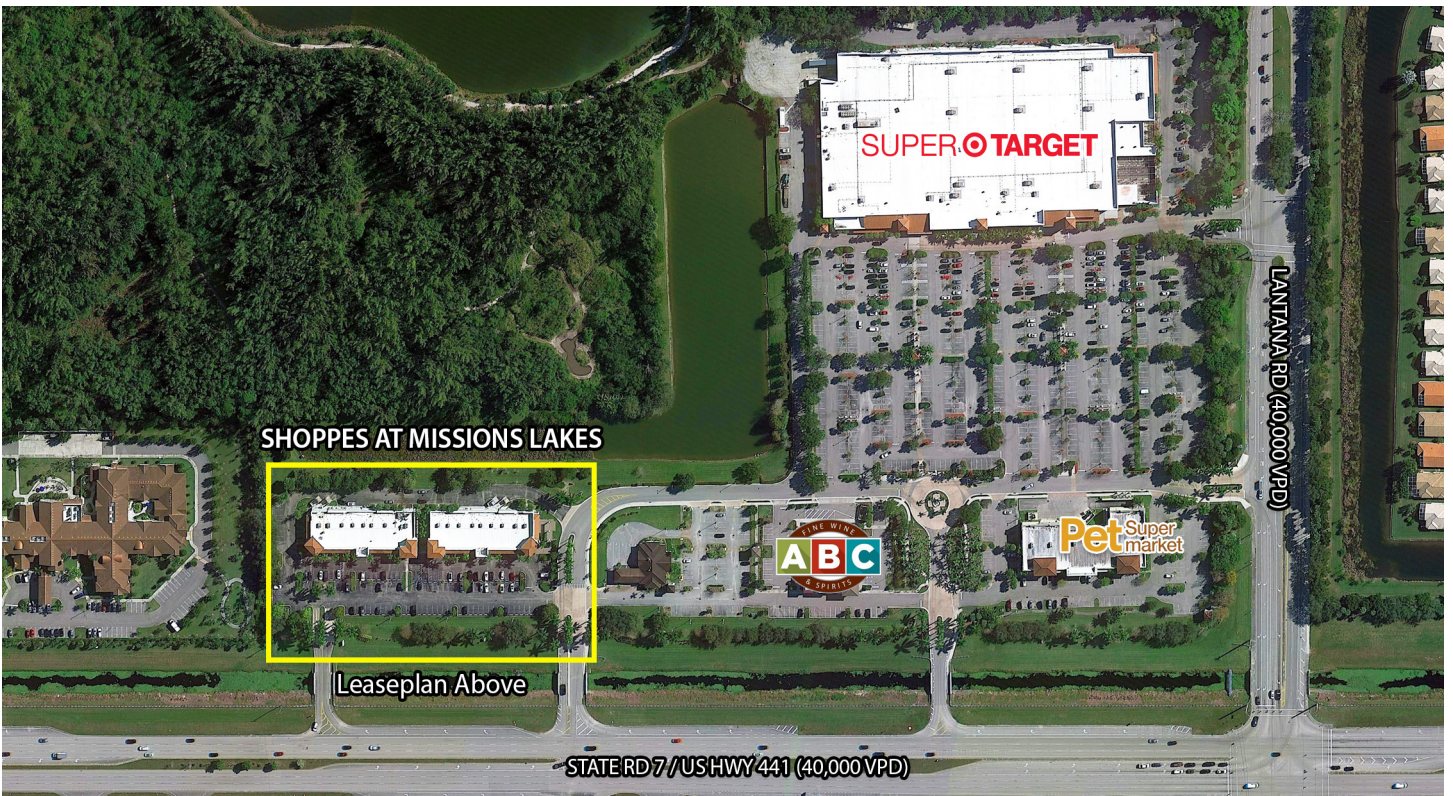 SUPER TARGET
LANTANA RD (40,000 VPD)
SHOPPES AT MISSIONS LAKES
FINE WINE
ABC
& SPIRITS
Pet Super
market
Leaseplan Above
STATE RD 7 / US HWY 441 (40,000 VPD)